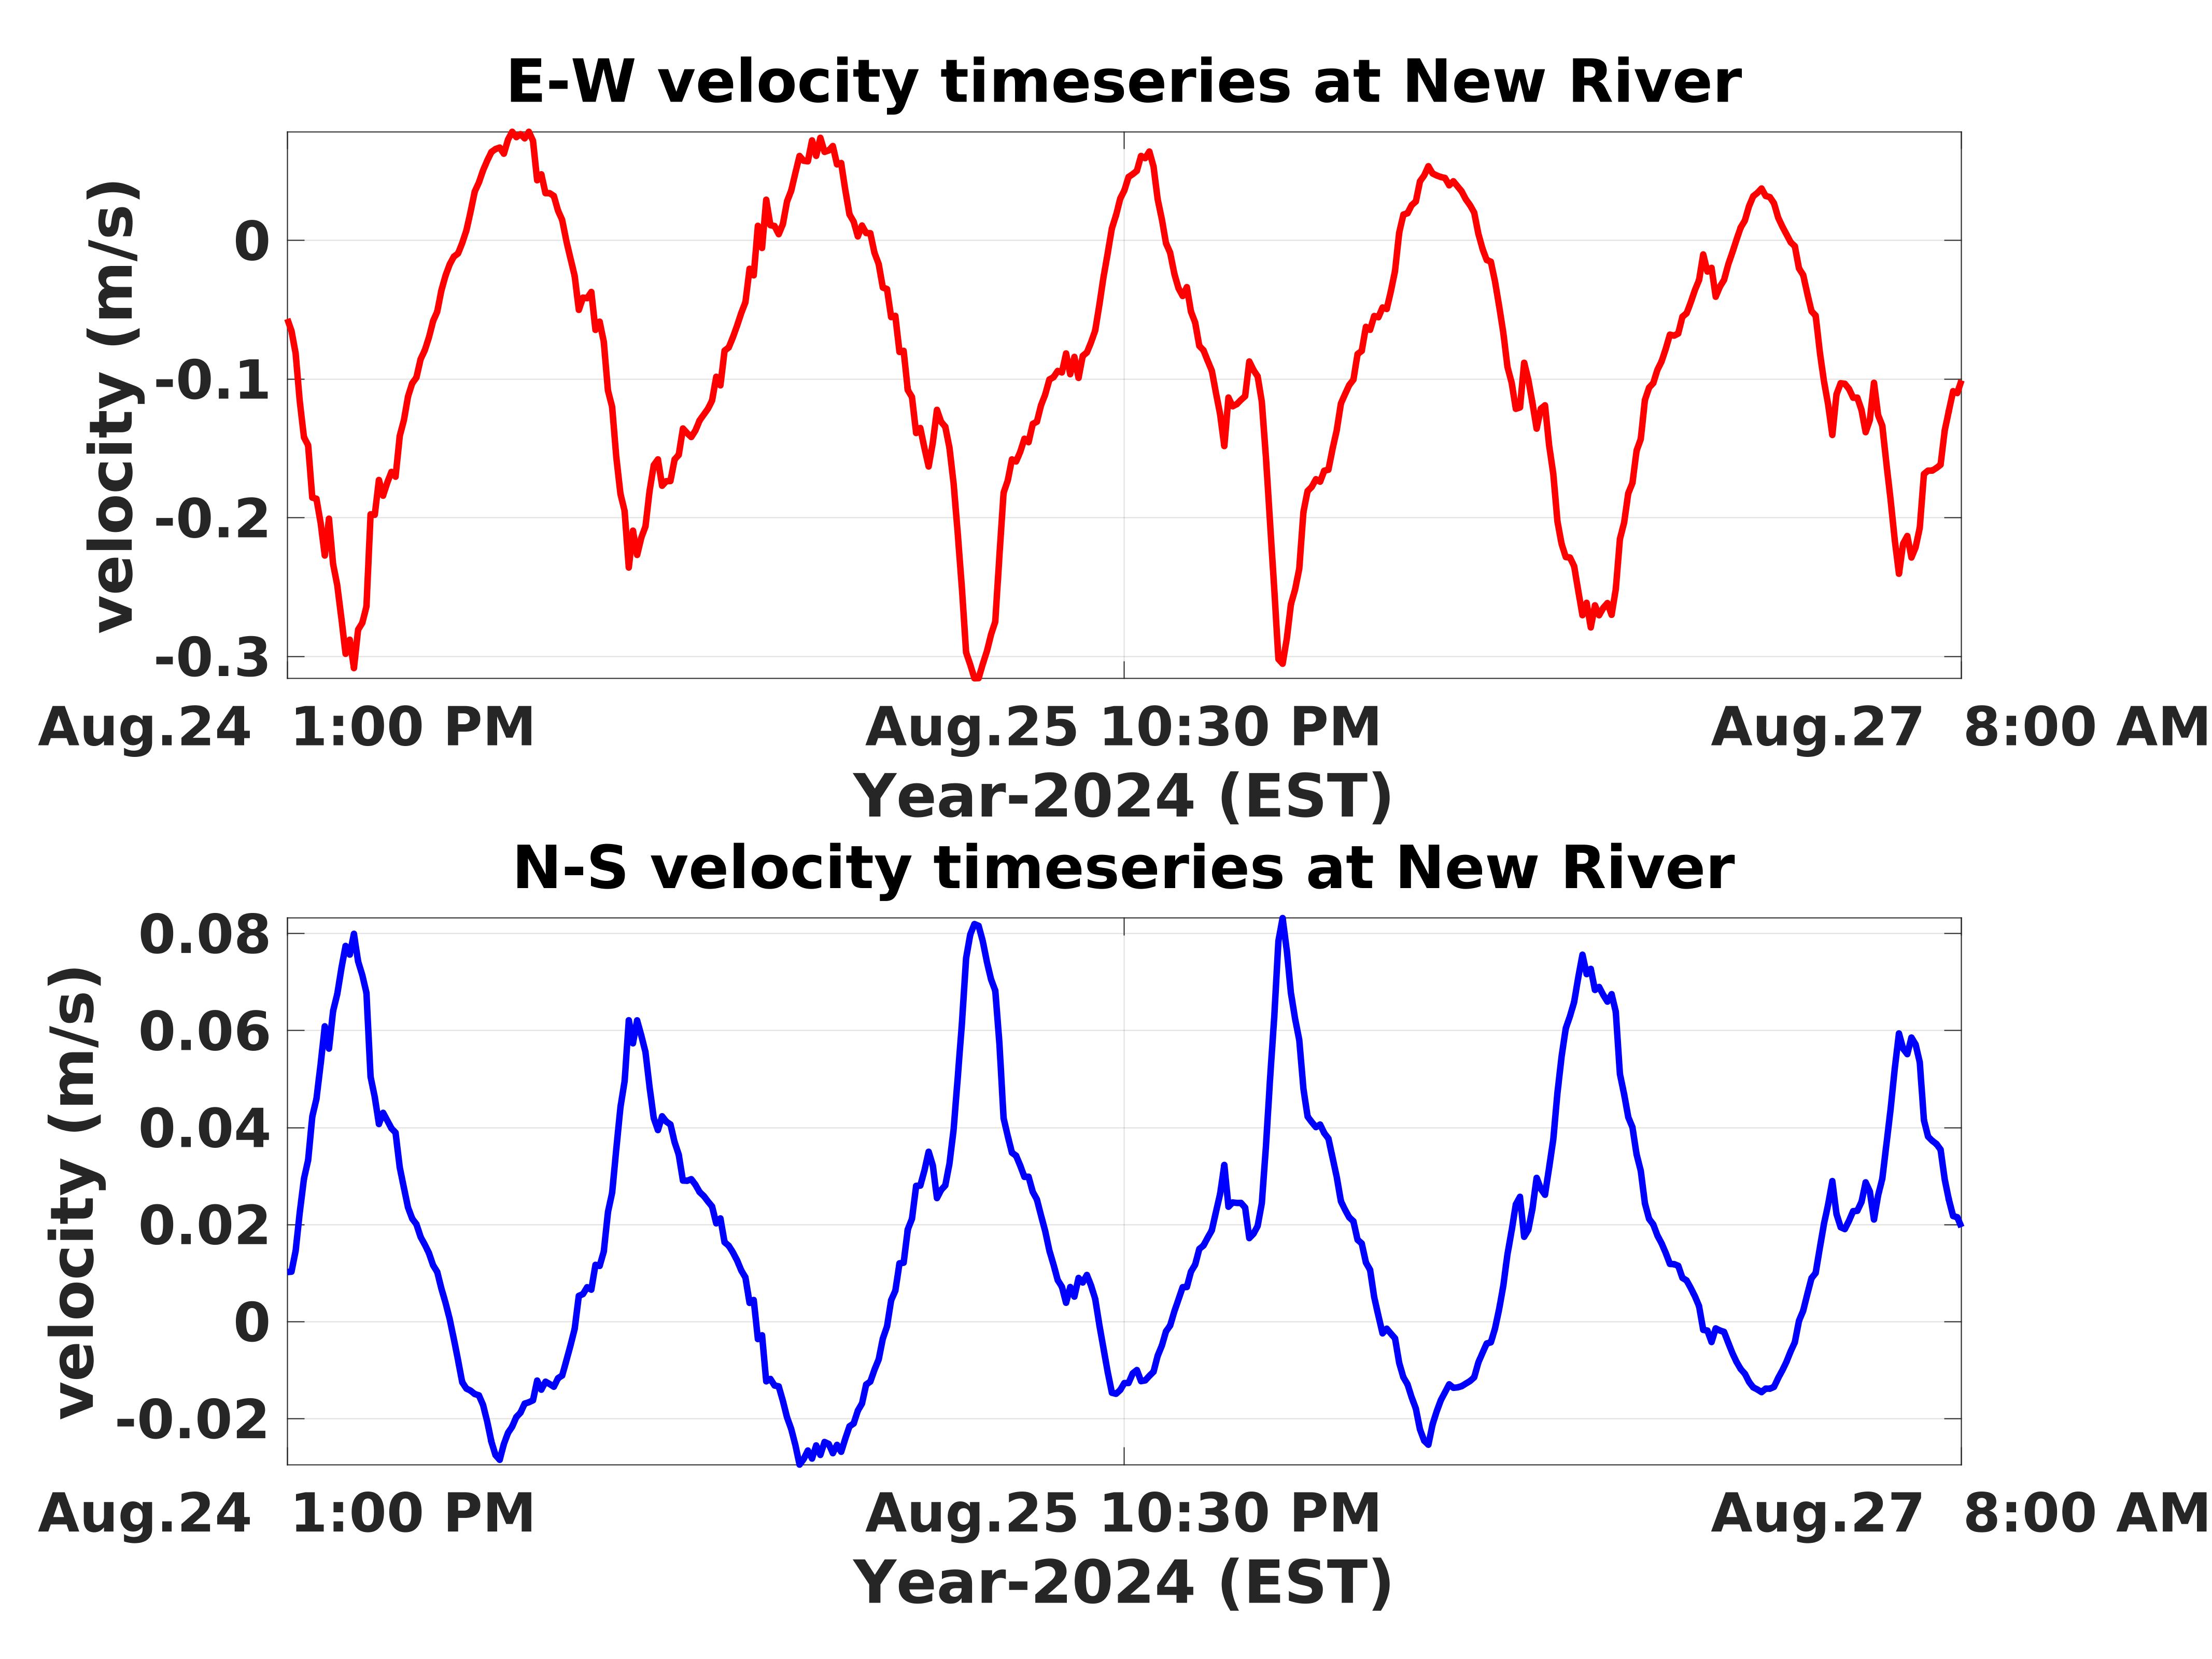 E-W velocity timeseries at New River
velocity (m/s)
0
-0.1
-0.2
-0.3
Aug.24 1:00 PM
Aug.25 10:30 PM
Aug.27 8:00 AM
Year-2024 (EST)
N-S velocity timeseries at New River
velocity (m/s)
0.08
0.06
0.04
0.02
0
-0.02
Aug.24 1:00 PM
Aug.25 10:30 PM
Aug.27 8:00 AM
Year-2024 (EST)